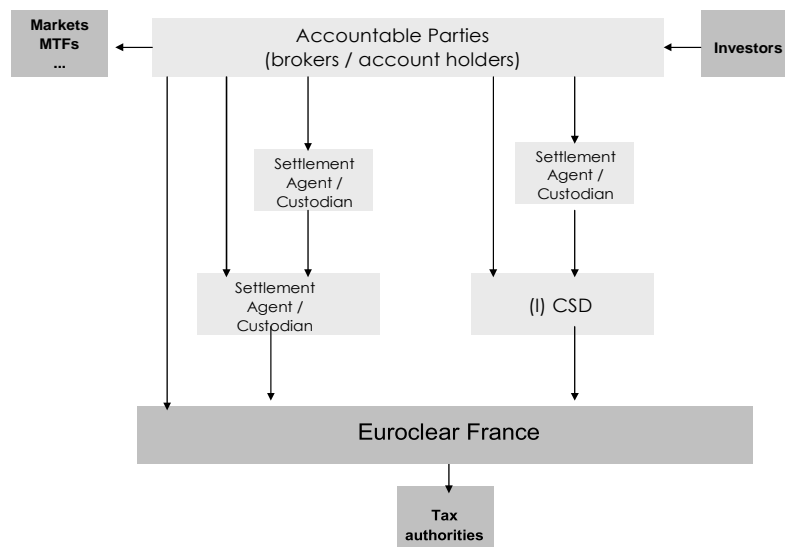 Markets
MTFs
...
Accountable Parties
(brokers / account holders)
Investors
Settlement
Agent /
Custodian
Settlement
Agent /
Custodian
Settlement
Agent /
Custodian
(I) CSD
Euroclear France
Tax
authorities